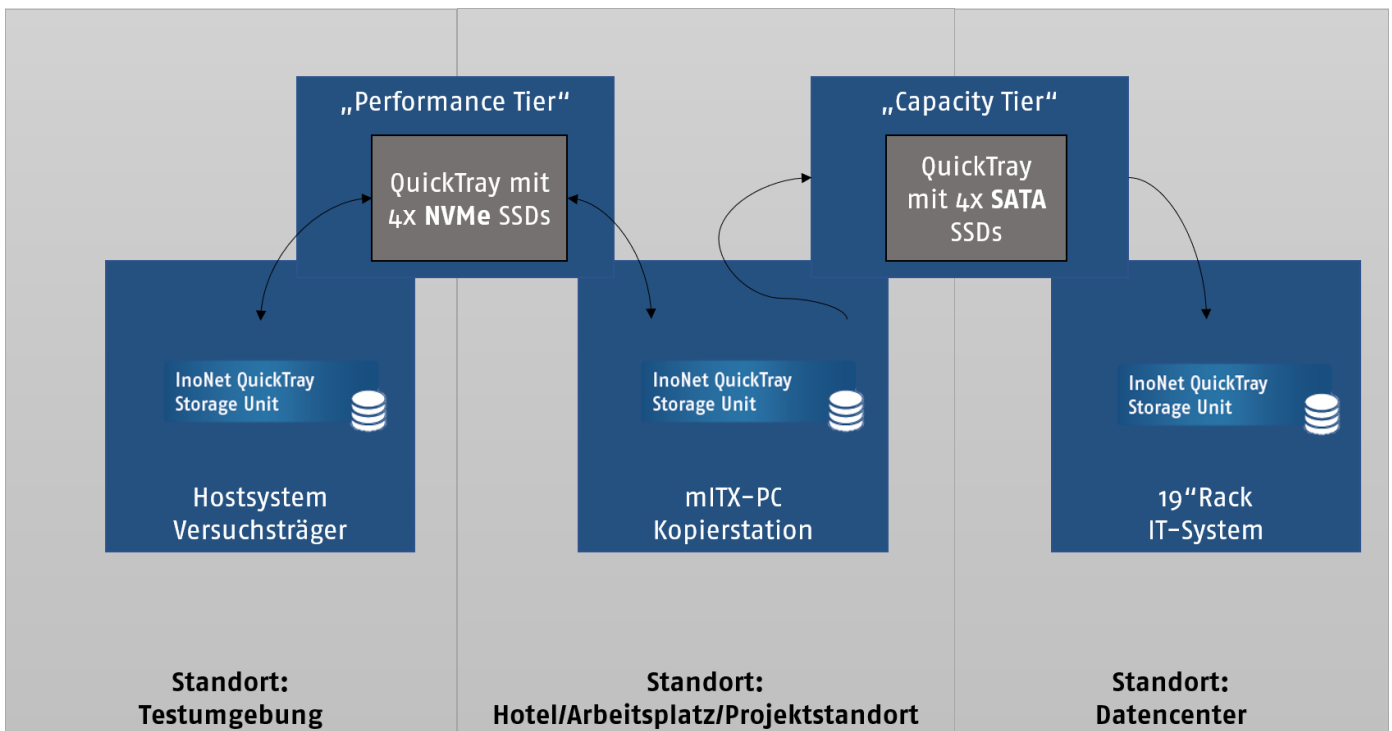 „Performance Tier“
QuickTray mit
4x NVMe SSDs
„Capacity Tier“
QuickTray
mit 4x SATA
SSDs
InoNet QuickTray
Storage Unit
Hostsystem
Versuchsträger
InoNet QuickTray
Storage Unit
mITX-PC
Kopierstation
InoNet QuickTray
Storage Unit
19“Rack
IT-System
Standort:
Testumgebung
Standort:
Hotel/Arbeitsplatz/Projektstandort
Standort:
Datencenter